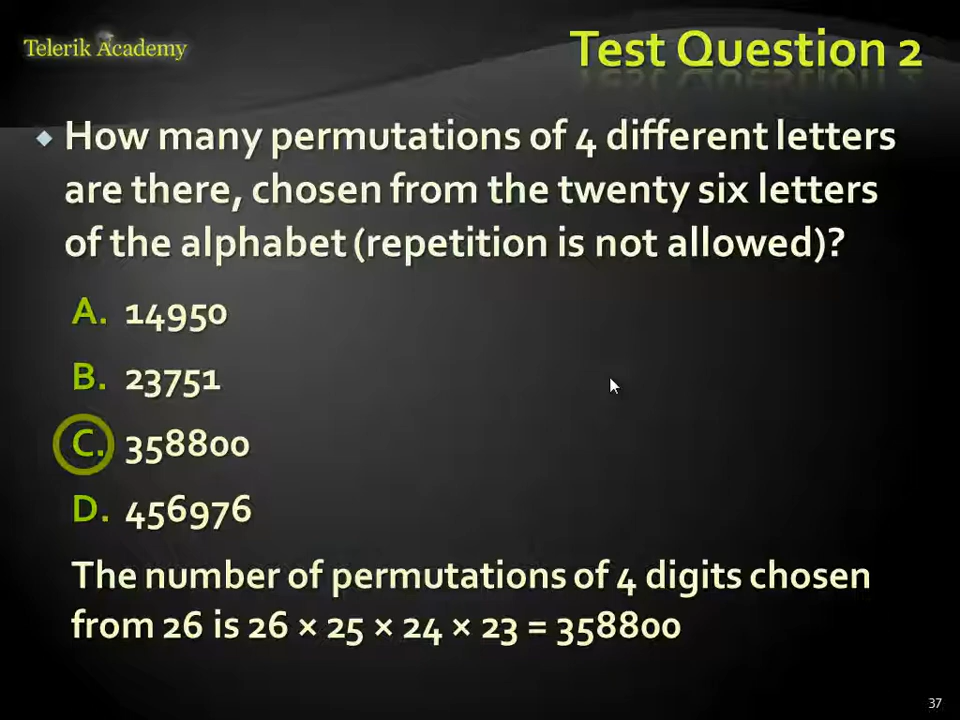 Telerik Academy
Test Question 2
How many permutations of 4 different letters
are there, chosen from the twenty six letters
of the alphabet (repetition is not allowed)?
A. 14950
B. 23751
C. 358800
D. 456976
The number of permutations of 4 digits chosen
from 26 is 26 × 25 × 24 × 23 = 358800
37